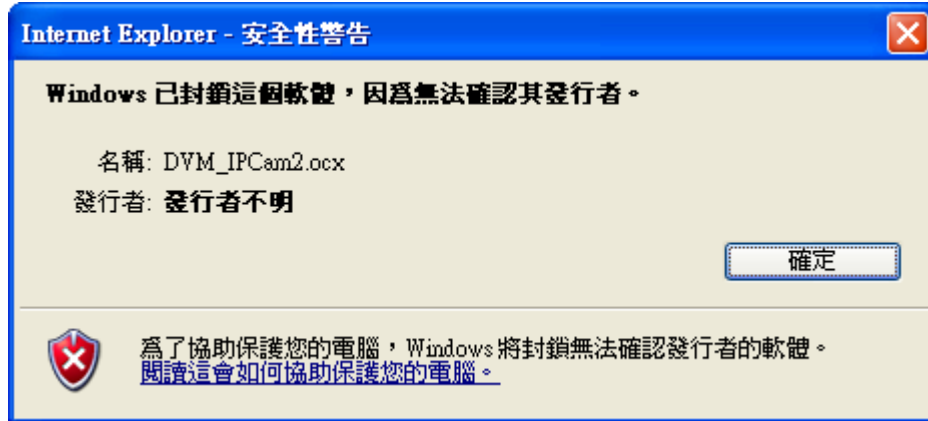 Internet Explorer - 安全性警告
Windows 已封鎖這個軟體，因為無法確認其發行者。
名稱: DVM_IPCam2.ocx
發行者: 發行者不明
確定
為了協助保護您的電腦，Windows 將封鎖無法確認發行者的軟體。
閱讀這會如何協助保護您的電腦。